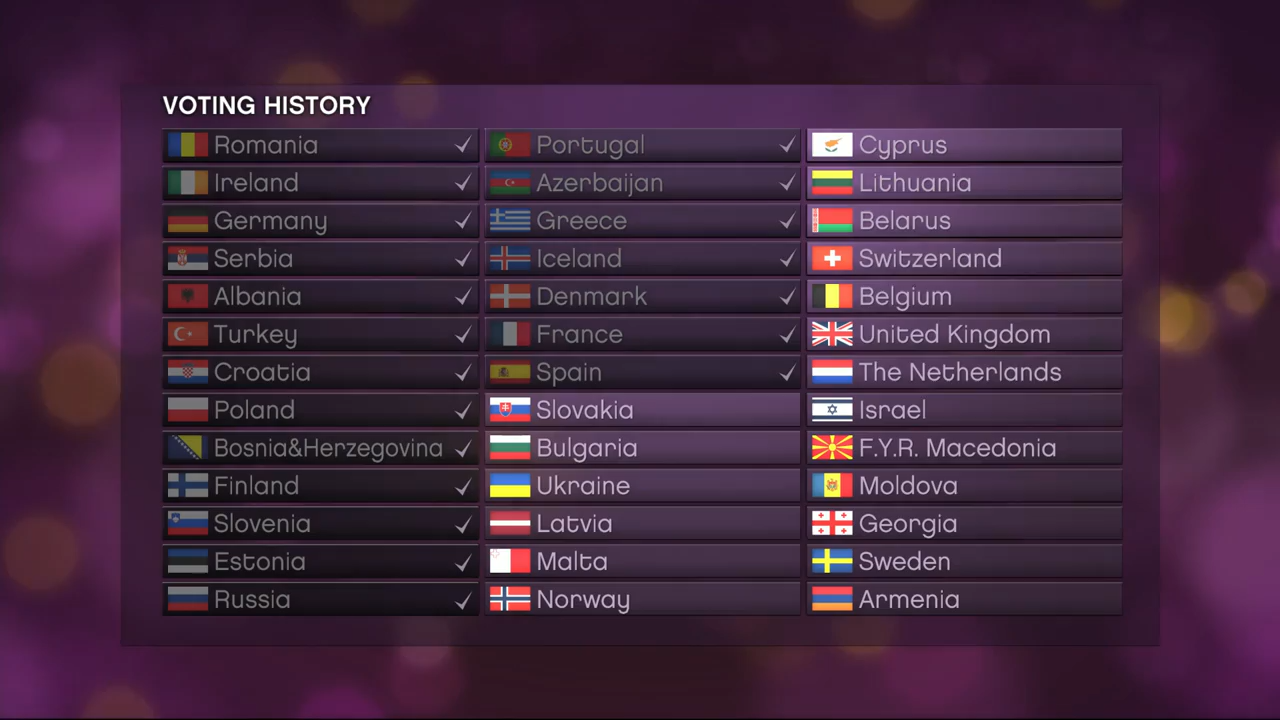 VOTING HISTORY
Romania
Ireland
Germany
Serbia
Albania
Turkey
Croatia
Poland
Bosnia&Herzegovina
Finland
Slovenia
Estonia
Russia
Portugal
Azerbaijan
Greece
Iceland
Denmark
France
Spain
Slovakia
Bulgaria
Ukraine
Latvia
Malta
Norway
Cyprus
Lithuania
Belarus
Switzerland
Belgium
United Kingdom
The Netherlands
Israel
F.Y.R. Macedonia
Moldova
Georgia
Sweden
Armenia